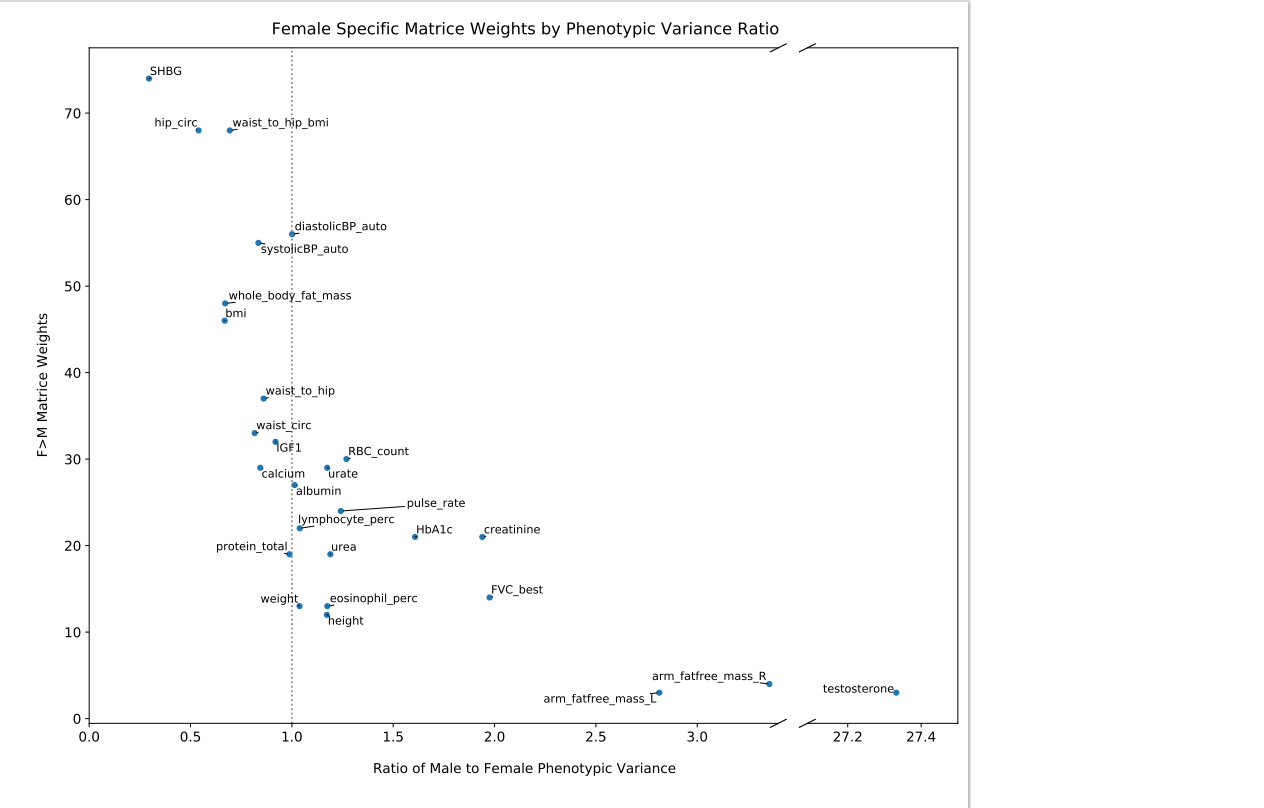 Female Specific Matrice Weights by Phenotypic Variance Ratio
SHBG
70
hip_circ
waist_to_hip_bmi
60
diastolicBP_auto
systolicBP_auto
50
whole_body_fat_mass
bmi
40
waist_to_hip
waist_circ
IGF1
RBC_count
30
calcium
urate
albumin
pulse_rate
lymphocyte_perc
HbA1c
creatinine
20
protein_total
urea
FVC_best
weight
eosinophil_perc
height
10
arm_fatfree_mass_R
testosterone
arm_fatfree_mass_L
0
F>M Matrice Weights
0.0 0.5 1.0 1.5 2.0 2.5 3.0 27.2 27.4
Ratio of Male to Female Phenotypic Variance